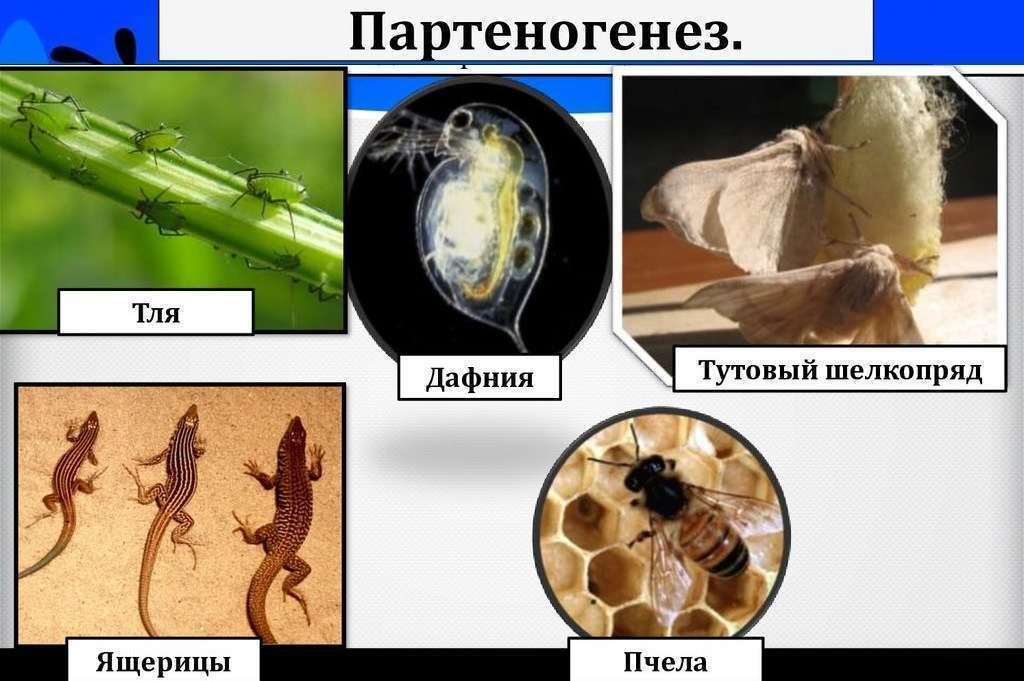 Партеногенез.
Тля
Дафния
Тутовый шелкопряд
Ящерицы
Пчела